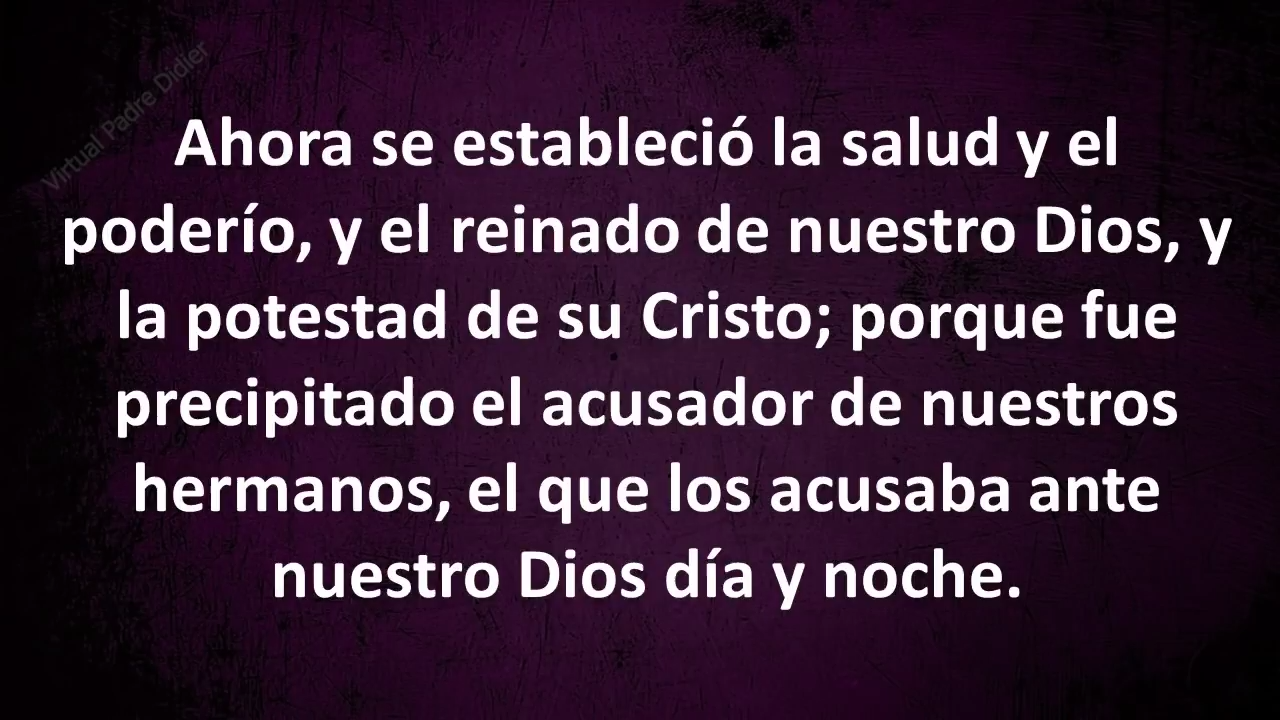 Virtual Padre Didier
Ahora se estableció la salud y el
poderío, y el reinado de nuestro Dios, y
la potestad de su Cristo; porque fue
precipitado el acusador de nuestros
hermanos, el que los acusaba ante
nuestro Dios día y noche.